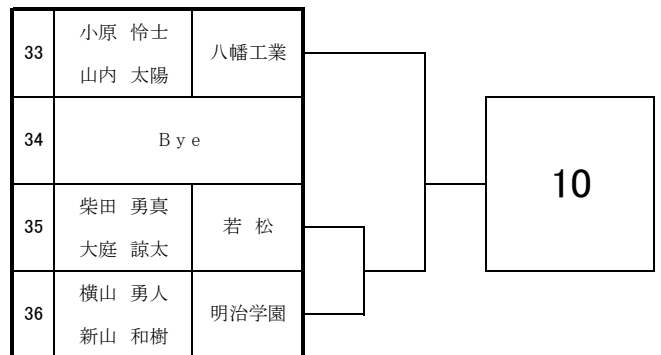 33 小原 怜士 八幡工業
山内 太陽
34 Bye
35 柴田 勇真 若 松
大庭 諒太
36 横山 勇人 明治学園
新山 和樹
10